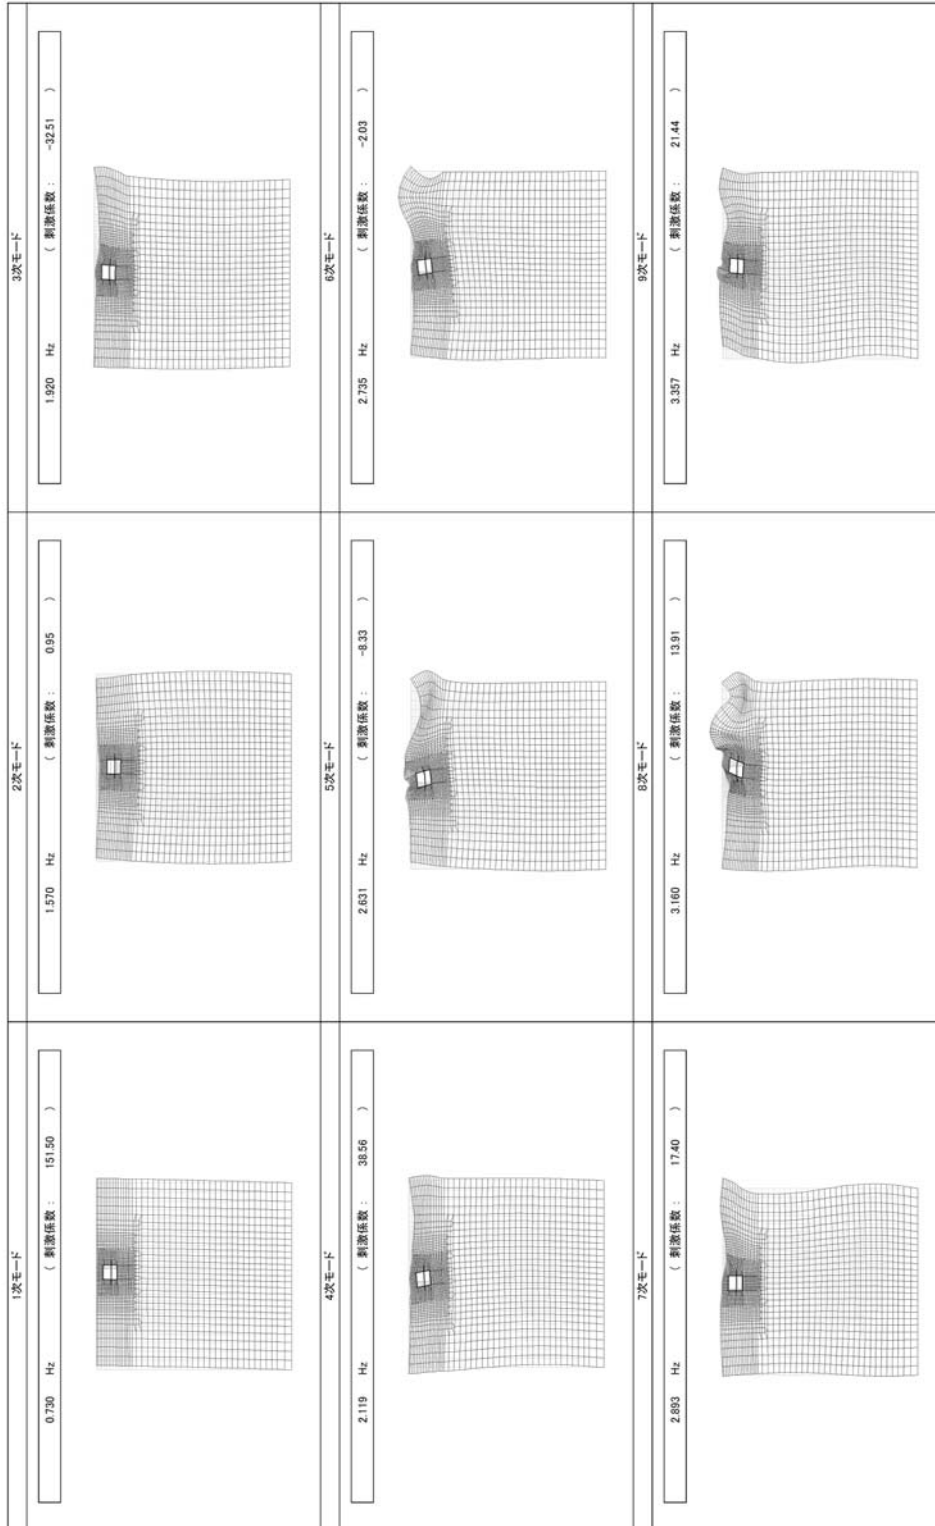 1次モード
0.730 Hz ( 刺激係数 : 151.50 )
2次モード
1.570 Hz ( 刺激係数 : 0.95 )
3次モード
1.920 Hz ( 刺激係数 : -32.51 )
4次モード
2.119 Hz ( 刺激係数 : 38.56 )
5次モード
2.631 Hz ( 刺激係数 : -8.33 )
6次モード
2.735 Hz ( 刺激係数 : -2.03 )
7次モード
2.893 Hz ( 刺激係数 : 17.40 )
8次モード
3.160 Hz ( 刺激係数 : 13.91 )
9次モード
3.357 Hz ( 刺激係数 : 21.44 )